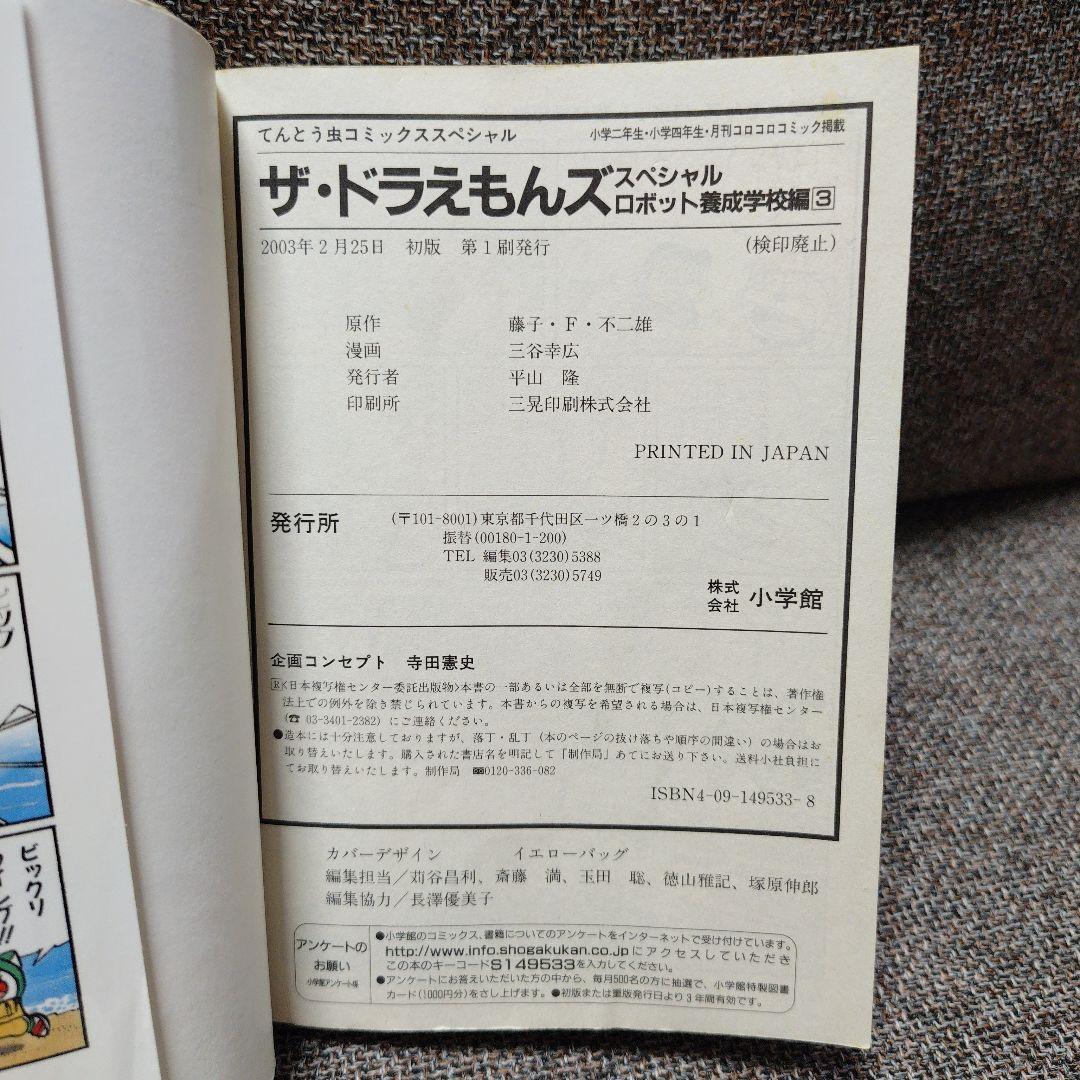 てんとう虫コミックススペシャル
小学二年生・小学四年生・月刊コロコロコミック掲載
ザ・ドラえもんズ スペシャル
ロボット養成学校編3
2003年2月25日 初版 第1刷発行 (検印廃止)
原作 藤子・F・不二雄
漫画 三谷幸広
発行者 平山 隆
印刷所 三晃印刷株式会社
PRINTED IN JAPAN
発行所 (〒101-8001)東京都千代田区一ツ橋2の3の1
振替(00180-1-200)
TEL 編集03(3230)5388
販売03(3230)5749
株式会社 小学館
企画コンセプト 寺田憲史
R<日本複写権センター委託出版物>本書の一部あるいは全部を無断で複写(コピー)することは、著作権
法上での例外を除き禁じられています。本書からの複写を希望される場合は、日本複写権センター
(☎ 03-3401-2382)にご連絡ください。
●造本には十分注意しておりますが、落丁・乱丁(本のページの抜け落ちや順序の間違い)の場合はお
取り替えいたします。購入された書店名を明記して「制作局」あてにお送り下さい。送料小社負担に
てお取り替えいたします。制作局 0120-336-082
ISBN4-09-149533-8
カバーデザイン イエローバッグ
編集担当/刈谷昌利、斎藤 満、玉田 聡、徳山雅記、塚原伸郎
編集協力/長澤優美子
アンケートの
お願い
小学館アンケート係
●小学館のコミックス、書籍についてのアンケートをインターネットで受け付けています。
http://www.info.shogakukan.co.jpにアクセスしていただき
この本のキーコードS149533を入力してください。
●アンケートにお答えいただいた方の中から、毎月500名の方に抽選で、小学館特製図書
カード(1000円分)をさし上げます。●初版または重版発行日より3年間有効です。
ビックリ